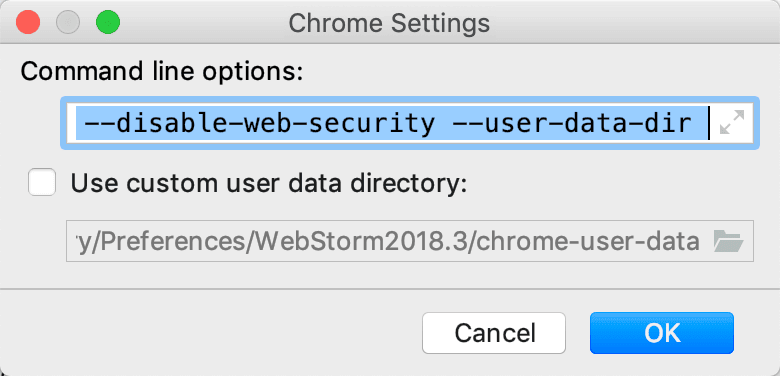 Chrome Settings
Command line options:
--disable-web-security --user-data-dir
Use custom user data directory:
/Preferences/WebStorm2018.3/chrome-user-data
Cancel
OK